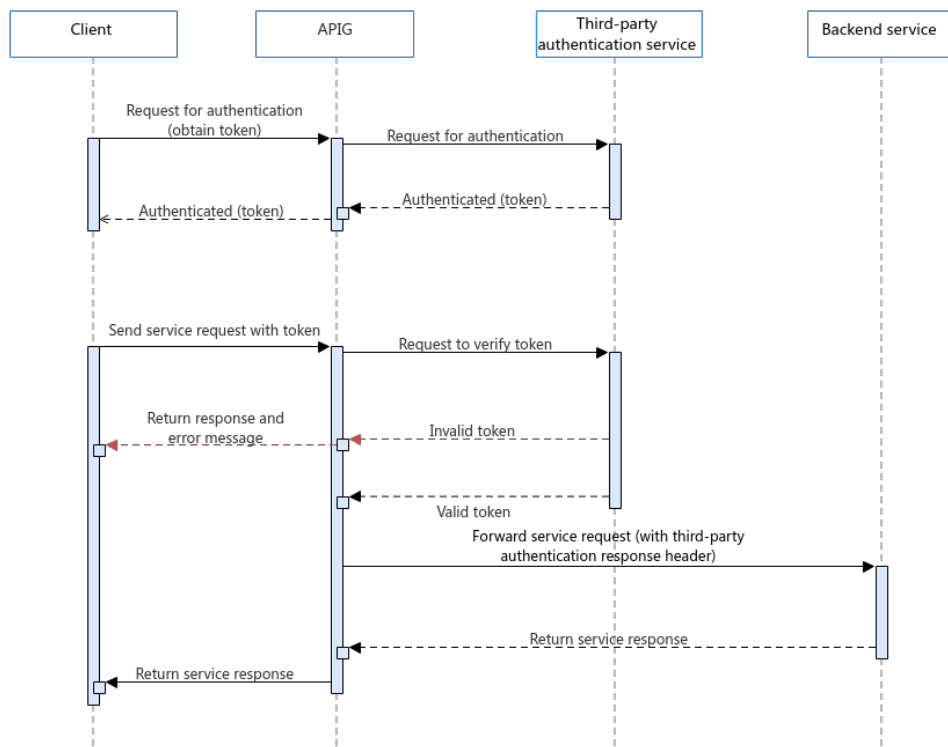 Client
APIG
Third-party
authentication service
Backend service
Request for authentication
(obtain token)
Request for authentication
Authenticated (token)
Authenticated (token)
Send service request with token
Request to verify token
Return response and
error message
Invalid token
Valid token
Forward service request (with third-party
authentication response header)
Return service response
Return service response